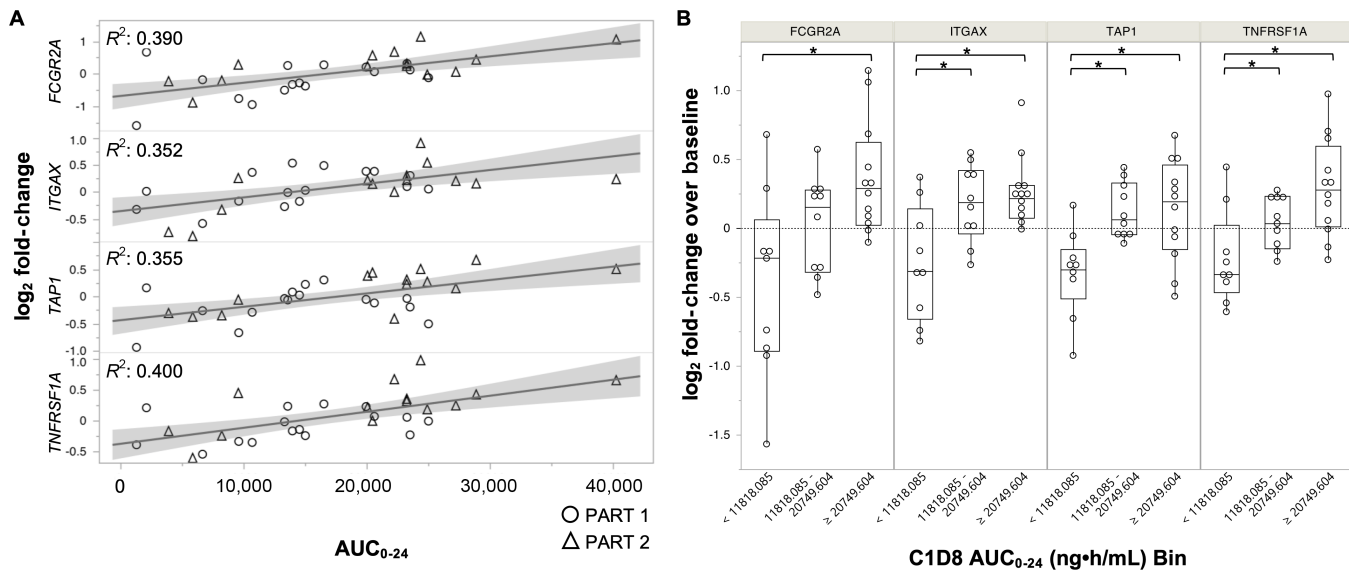 A
R²: 0.390
FCGR2A
1
0
-1
R²: 0.352
ITGAX
1.0
0.5
0
-0.5
R²: 0.355
TAP1
0.5
0
-0.5
-1.0
R²: 0.400
TNFRSF1A
1.0
0.5
0
-0.5
log₂ fold-change
0
10,000
20,000
30,000
40,000
AUC₀₋₂₄
PART 1
PART 2
B
FCGR2A
ITGAX
TAP1
TNFRSF1A
*
*
*
*
*
*
*
log₂ fold-change over baseline
1.0
0.5
0
-0.5
-1.0
-1.5
< 11818.085
11818.085 -
20749.604
≥ 20749.604
< 11818.085
11818.085 -
20749.604
≥ 20749.604
< 11818.085
11818.085 -
20749.604
≥ 20749.604
< 11818.085
11818.085 -
20749.604
≥ 20749.604
C1D8 AUC₀₋₂₄ (ng•h/mL) Bin